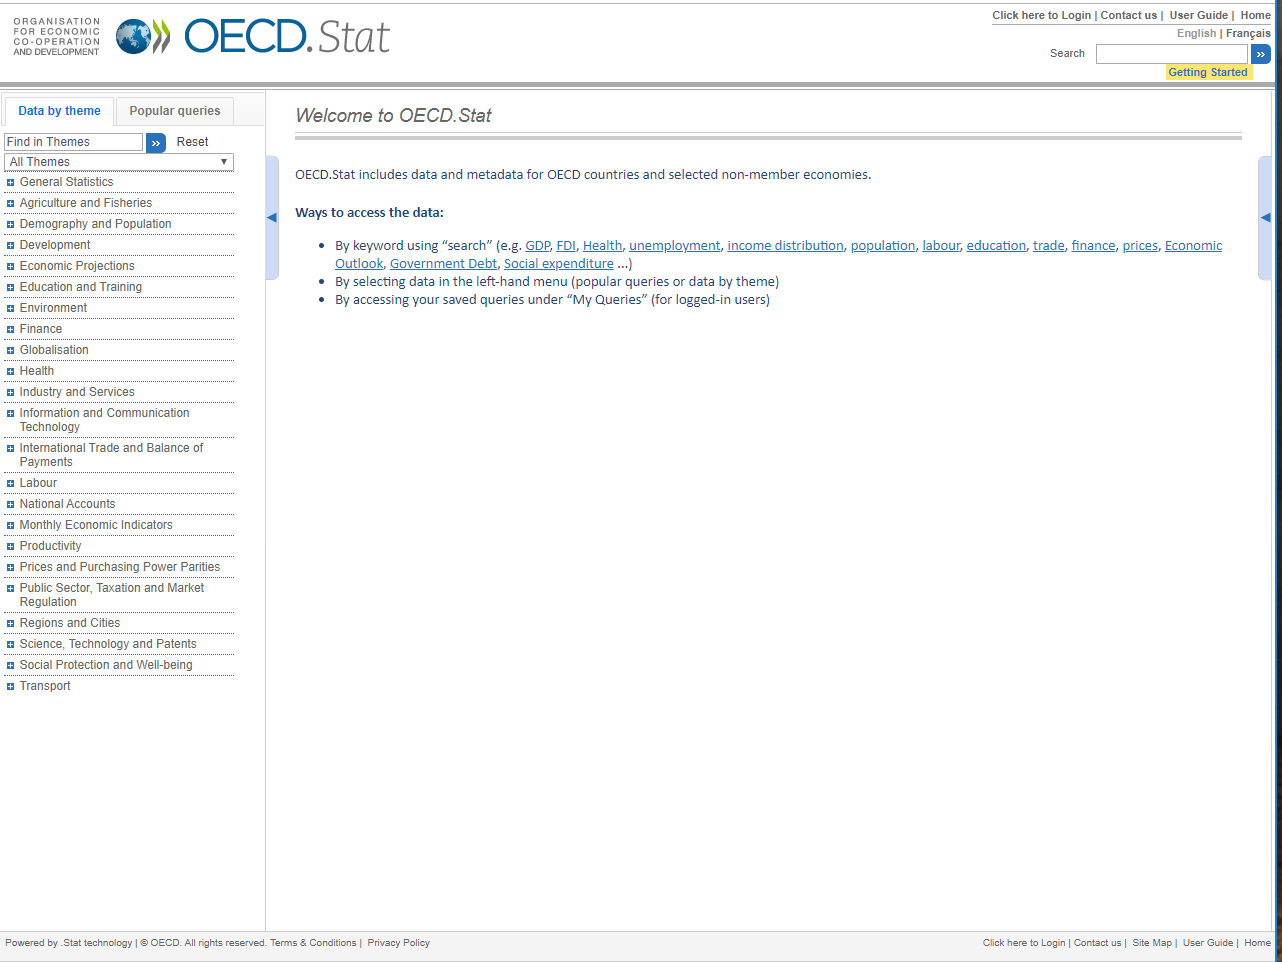 ORGANISATION
FOR ECONOMIC
CO-OPERATION
AND DEVELOPMENT
OECD.Stat
Click here to Login | Contact us | User Guide | Home
English | Français
Search
Getting Started
Data by theme
Popular queries
Find in Themes
Reset
All Themes
General Statistics
Agriculture and Fisheries
Demography and Population
Development
Economic Projections
Education and Training
Environment
Finance
Globalisation
Health
Industry and Services
Information and Communication
Technology
International Trade and Balance of
Payments
Labour
National Accounts
Monthly Economic Indicators
Productivity
Prices and Purchasing Power Parities
Public Sector, Taxation and Market
Regulation
Regions and Cities
Science, Technology and Patents
Social Protection and Well-being
Transport
Welcome to OECD.Stat
OECD.Stat includes data and metadata for OECD countries and selected non-member economies.
Ways to access the data:
• By keyword using “search” (e.g. GDP, FDI, Health, unemployment, income distribution, population, labour, education, trade, finance, prices, Economic
Outlook, Government Debt, Social expenditure ...)
• By selecting data in the left-hand menu (popular queries or data by theme)
• By accessing your saved queries under “My Queries” (for logged-in users)
Powered by .Stat technology | © OECD. All rights reserved. Terms & Conditions | Privacy Policy
Click here to Login | Contact us | Site Map | User Guide | Home